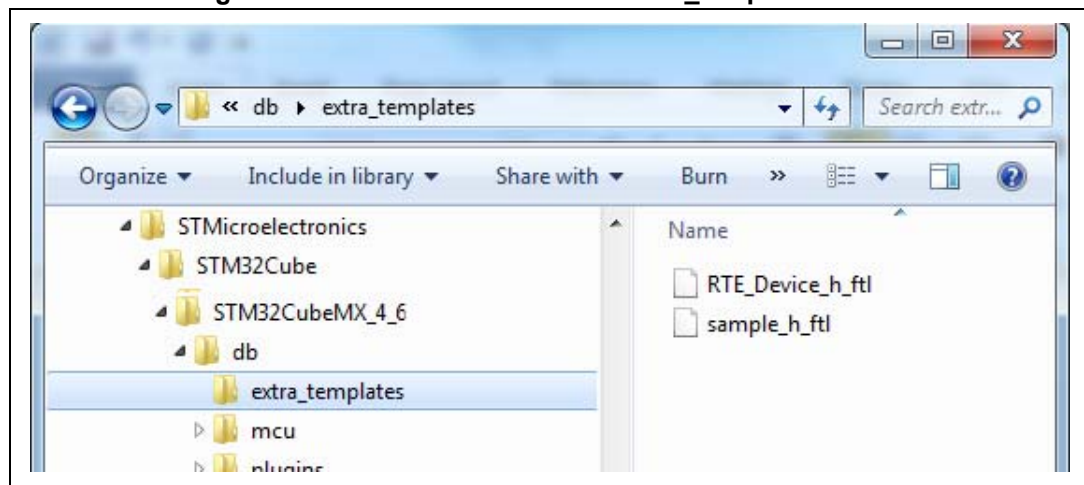 « db ▸ extra_templates
Search extr...
Organize Include in library Share with Burn »
STMicroelectronics
STM32Cube
STM32CubeMX_4_6
db
extra_templates
mcu
plugins
Name
RTE_Device_h_ftl
sample_h_ftl